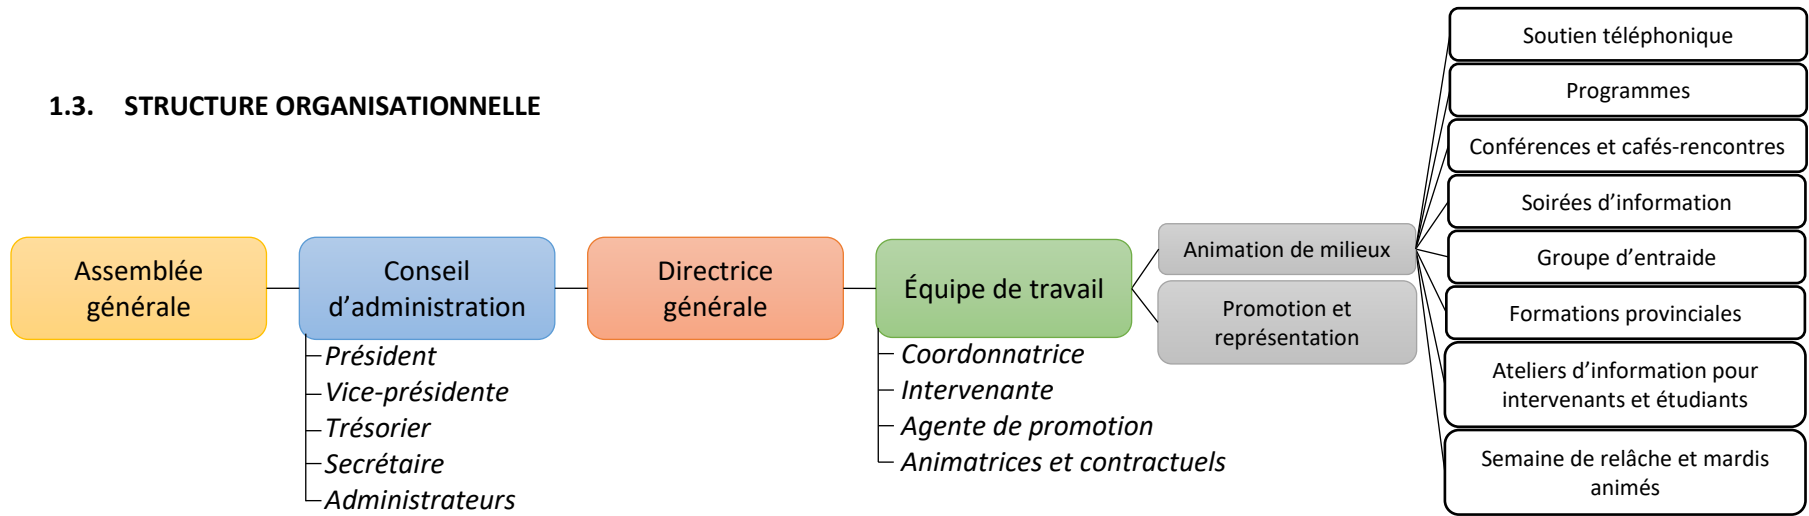 1.3. STRUCTURE ORGANISATIONNELLE
Assemblée
générale
Conseil
d’administration
Président
Vice-présidente
Trésorier
Secrétaire
Administrateurs
Directrice
générale
Équipe de travail
Coordonnatrice
Intervenante
Agente de promotion
Animatrices et contractuels
Animation de milieux
Promotion et
représentation
Soutien téléphonique
Programmes
Conférences et cafés-rencontres
Soirées d’information
Groupe d’entraide
Formations provinciales
Ateliers d’information pour
intervenants et étudiants
Semaine de relâche et mardis
animés